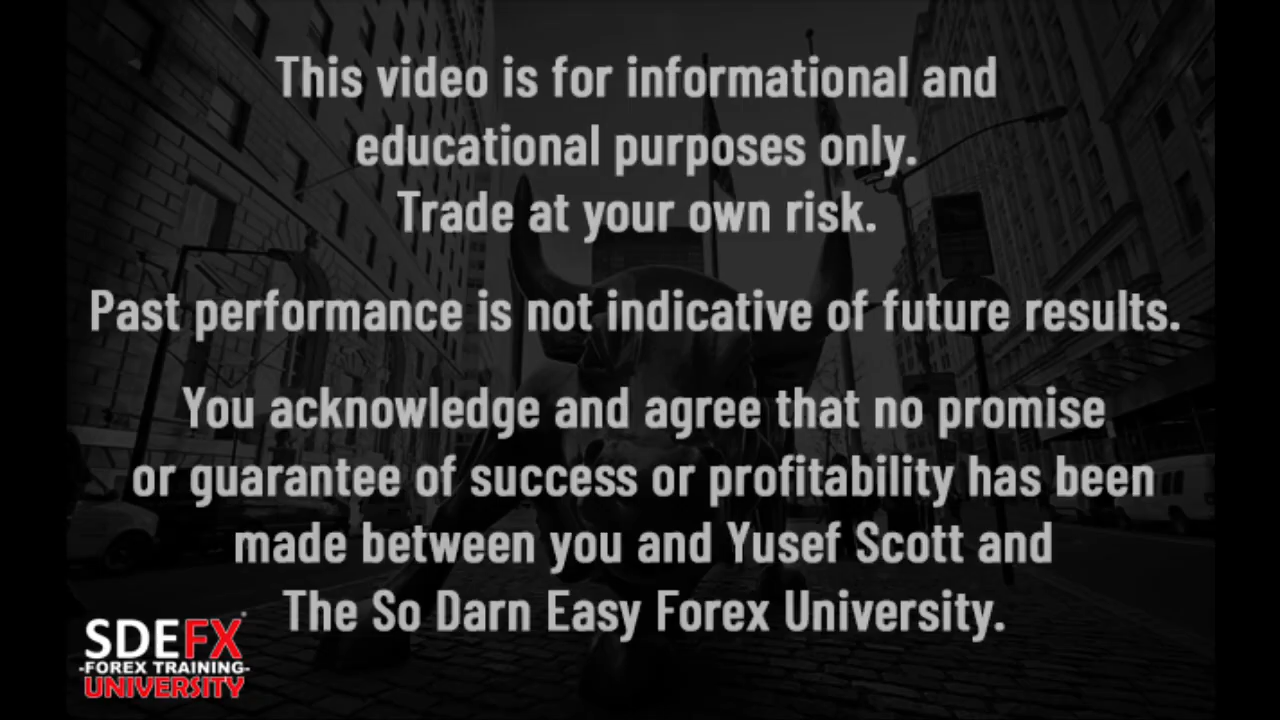 This video is for informational and
educational purposes only.
Trade at your own risk.
Past performance is not indicative of future results.
You acknowledge and agree that no promise
or guarantee of success or profitability has been
made between you and Yusef Scott and
The So Darn Easy Forex University.
SDEFX
-FOREX TRAINING-
UNIVERSITY